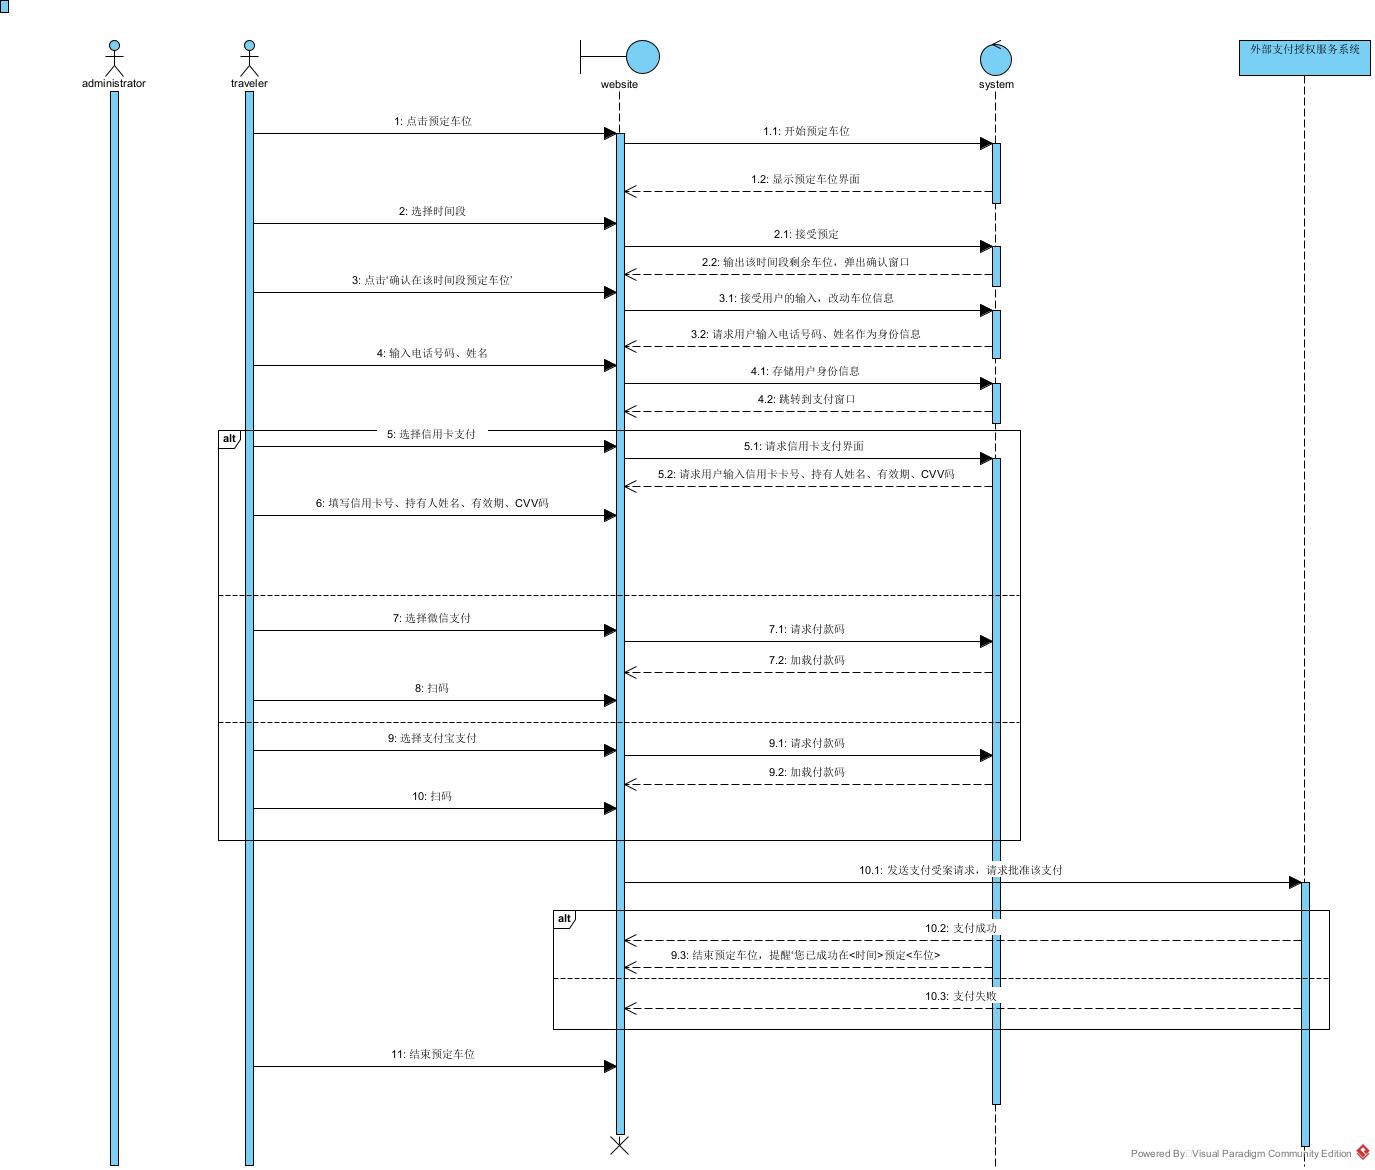 administrator
traveler
website
system
外部支付授权服务系统
1: 点击预定车位
1.1: 开始预定车位
1.2: 显示预定车位界面
2: 选择时间段
2.1: 接受预定
2.2: 输出该时间段剩余车位，弹出确认窗口
3: 点击‘确认在该时间段预定车位’
3.1: 接受用户的输入，改动车位信息
3.2: 请求用户输入电话号码、姓名作为身份信息
4: 输入电话号码、姓名
4.1: 存储用户身份信息
4.2: 跳转到支付窗口
alt
5: 选择信用卡支付
5.1: 请求信用卡支付界面
5.2: 请求用户输入信用卡卡号、持有人姓名、有效期、CVV码
6: 填写信用卡号、持有人姓名、有效期、CVV码
7: 选择微信支付
7.1: 请求付款码
7.2: 加载付款码
8: 扫码
9: 选择支付宝支付
9.1: 请求付款码
9.2: 加载付款码
10: 扫码
10.1: 发送支付受案请求，请求批准该支付
alt
10.2: 支付成功
9.3: 结束预定车位，提醒‘您已成功在<时间>预定<车位>
10.3: 支付失败
11: 结束预定车位
Powered By Visual Paradigm Community Edition